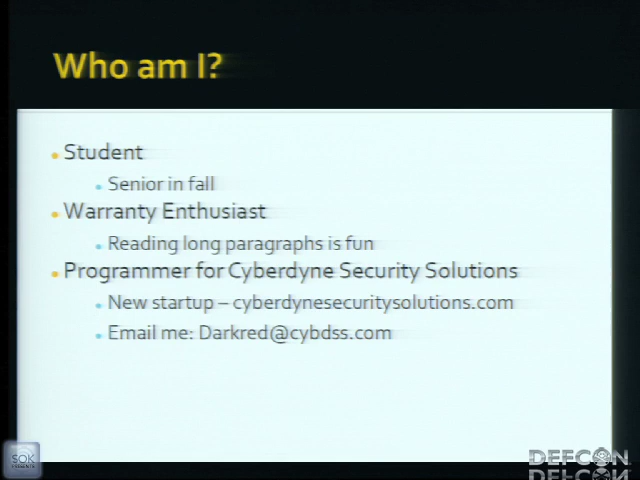 Who am I?
Student
Senior in fall
Warranty Enthusiast
Reading long paragraphs is fun
Programmer for Cyberdyne Security Solutions
New startup – cyberdynesecuritysolutions.com
Email me: Darkred@cybdss.com
SOK
DEFCON